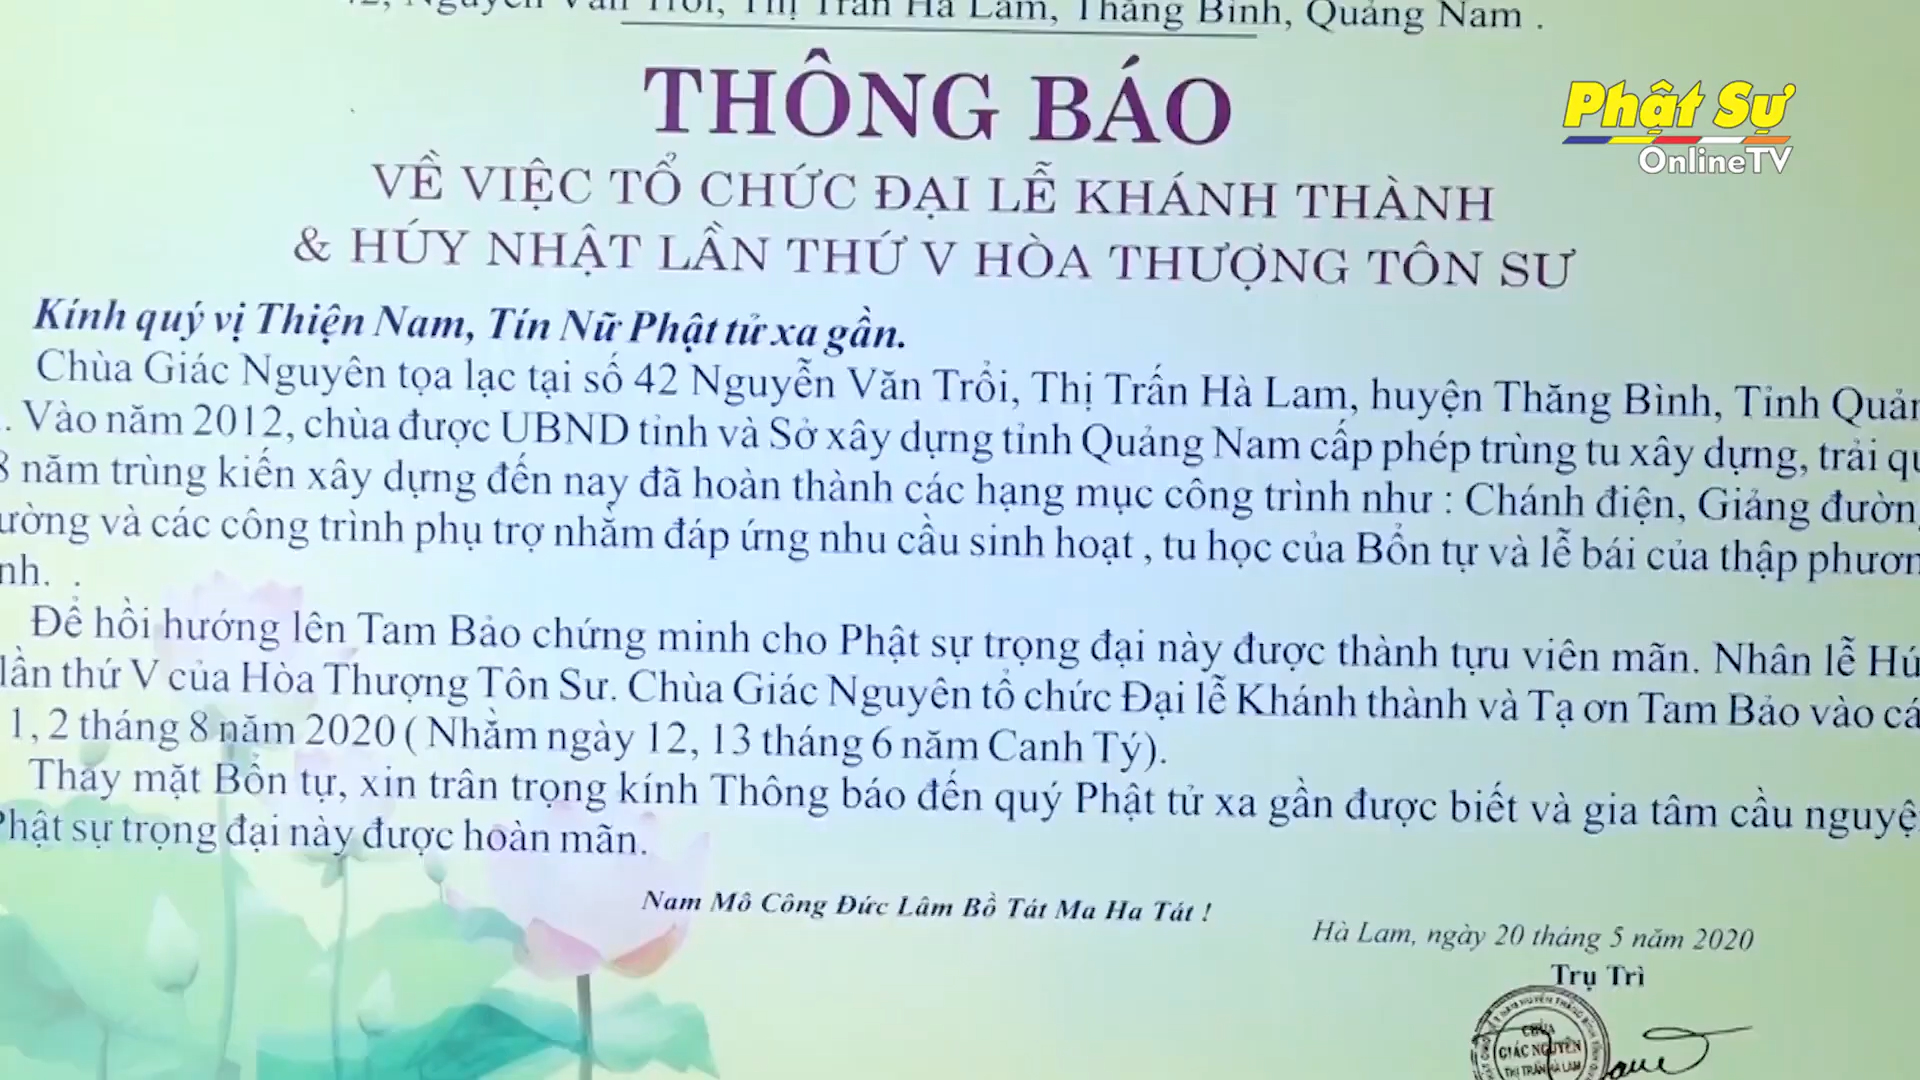 42, Nguyễn Văn Trỗi, Thị Trấn Hà Lam, Thăng Bình, Quảng Nam .
THÔNG BÁO
Phật Sự
OnlineTV
VỀ VIỆC TỔ CHỨC ĐẠI LỄ KHÁNH THÀNH
& HÚY NHẬT LẦN THỨ V HÒA THƯỢNG TÔN SƯ
Kính quý vị Thiện Nam, Tín Nữ Phật tử xa gần.
Chùa Giác Nguyên tọa lạc tại số 42 Nguyễn Văn Trổi, Thị Trấn Hà Lam, huyện Thăng Bình, Tỉnh Quản
. Vào năm 2012, chùa được UBND tỉnh và Sở xây dựng tỉnh Quảng Nam cấp phép trùng tu xây dựng, trải qu
8 năm trùng kiến xây dựng đến nay đã hoàn thành các hạng mục công trình như : Chánh điện, Giảng đường,
ường và các công trình phụ trợ nhằm đáp ứng nhu cầu sinh hoạt , tu học của Bổn tự và lễ bái của thập phươn
nh. .
Để hồi hướng lên Tam Bảo chứng minh cho Phật sự trọng đại này được thành tựu viên mãn. Nhân lễ Hú
lần thứ V của Hòa Thượng Tôn Sư. Chùa Giác Nguyên tổ chức Đại lễ Khánh thành và Tạ ơn Tam Bảo vào cá
1, 2 tháng 8 năm 2020 ( Nhằm ngày 12, 13 tháng 6 năm Canh Tý).
Thay mặt Bổn tự, xin trân trọng kính Thông báo đến quý Phật tử xa gần được biết và gia tâm cầu nguyệ
Phật sự trọng đại này được hoàn mãn.
Nam Mô Công Đức Lâm Bồ Tát Ma Ha Tát !
Hà Lam, ngày 20 tháng 5 năm 2020
Trụ Trì
CHÙA
GIÁC NGUYÊN
THỊ TRẤN HÀ LAM